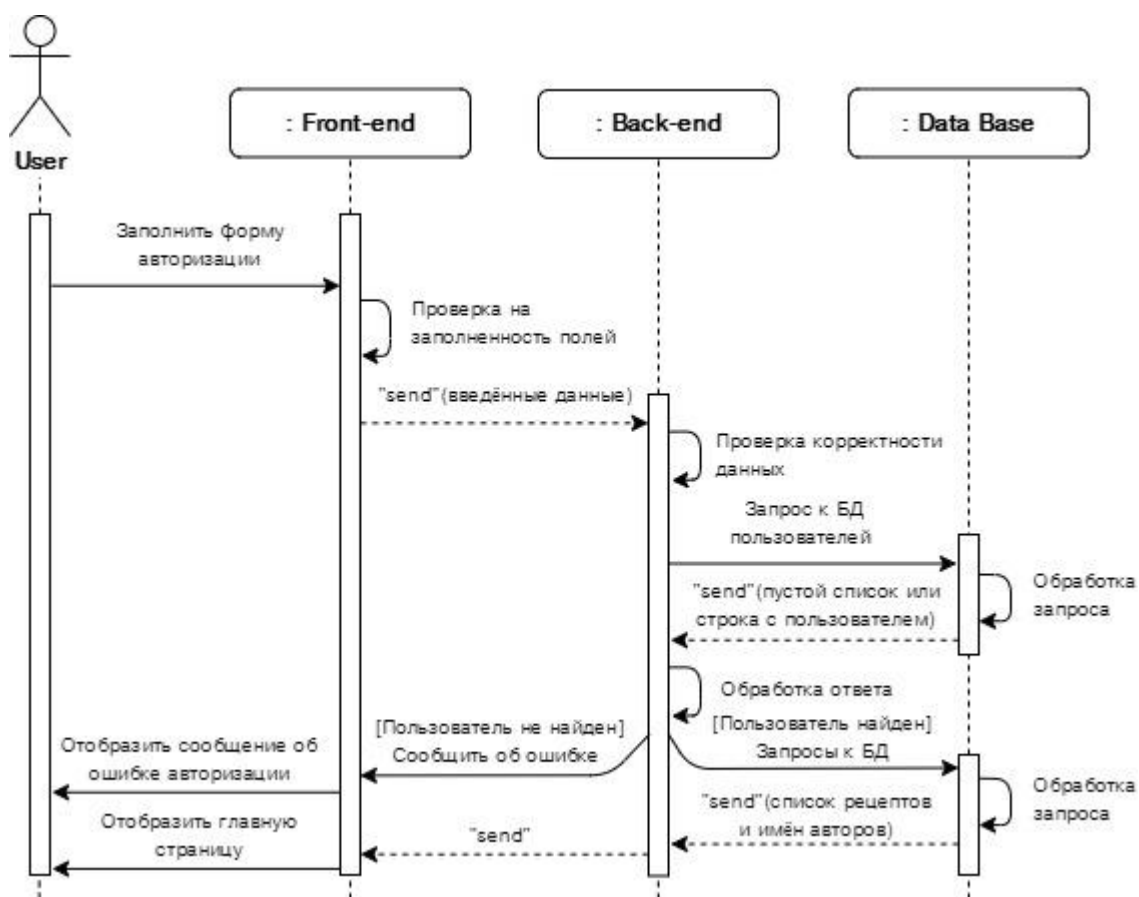 User
: Front-end
: Back-end
: Data Base
Заполнить форму
авторизации
Проверка на
заполненность полей
"send"(введённые данные)
Проверка корректности
данных
Запрос к БД
пользователей
Обработка
запроса
"send"(пустой список или
строка с пользователем)
Обработка ответа
[Пользователь не найден]
Сообщить об ошибке
[Пользователь найден]
Запросы к БД
Отобразить сообщение об
ошибке авторизации
Обработка
запроса
"send"(список рецептов
и имён авторов)
"send"
Отобразить главную
страницу